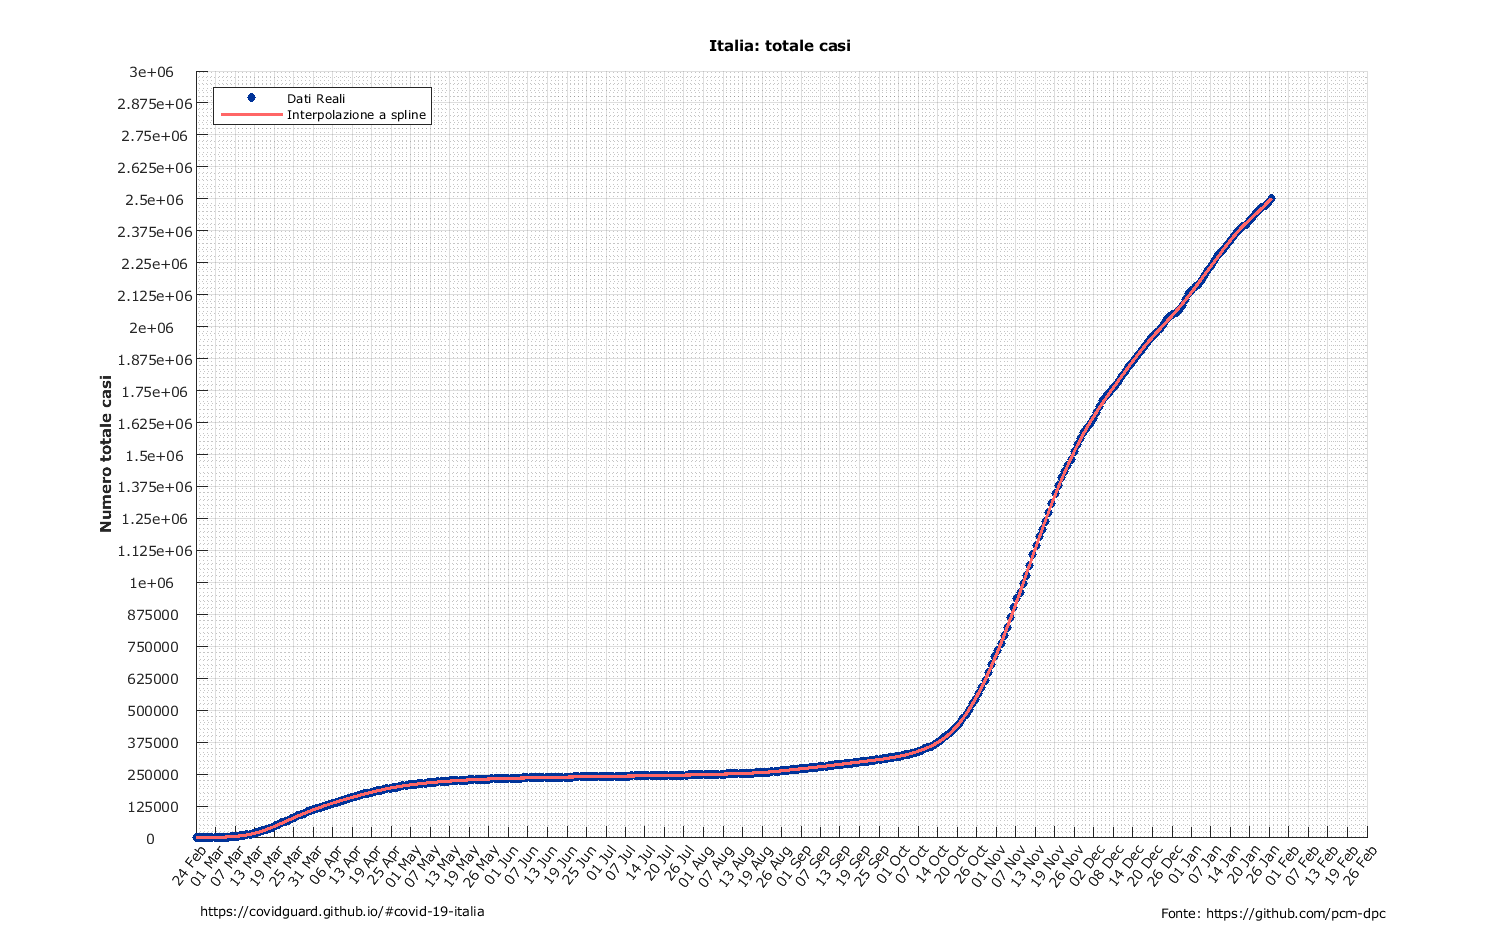 Italia: totale casi
Dati Reali
Interpolazione a spline
Numero totale casi
3e+06
2.875e+06
2.75e+06
2.625e+06
2.5e+06
2.375e+06
2.25e+06
2.125e+06
2e+06
1.875e+06
1.75e+06
1.625e+06
1.5e+06
1.375e+06
1.25e+06
1.125e+06
1e+06
875000
750000
625000
500000
375000
250000
125000
0
24 Feb
01 Mar
07 Mar
13 Mar
19 Mar
25 Mar
31 Mar
06 Apr
13 Apr
19 Apr
25 Apr
01 May
07 May
13 May
19 May
26 May
01 Jun
07 Jun
13 Jun
19 Jun
25 Jun
01 Jul
07 Jul
14 Jul
20 Jul
26 Jul
01 Aug
07 Aug
13 Aug
19 Aug
26 Aug
01 Sep
07 Sep
13 Sep
19 Sep
25 Sep
01 Oct
07 Oct
14 Oct
20 Oct
26 Oct
01 Nov
07 Nov
13 Nov
19 Nov
26 Nov
02 Dec
08 Dec
14 Dec
20 Dec
26 Dec
01 Jan
07 Jan
14 Jan
20 Jan
26 Jan
01 Feb
07 Feb
13 Feb
19 Feb
26 Feb
https://covidguard.github.io/#covid-19-italia
Fonte: https://github.com/pcm-dpc